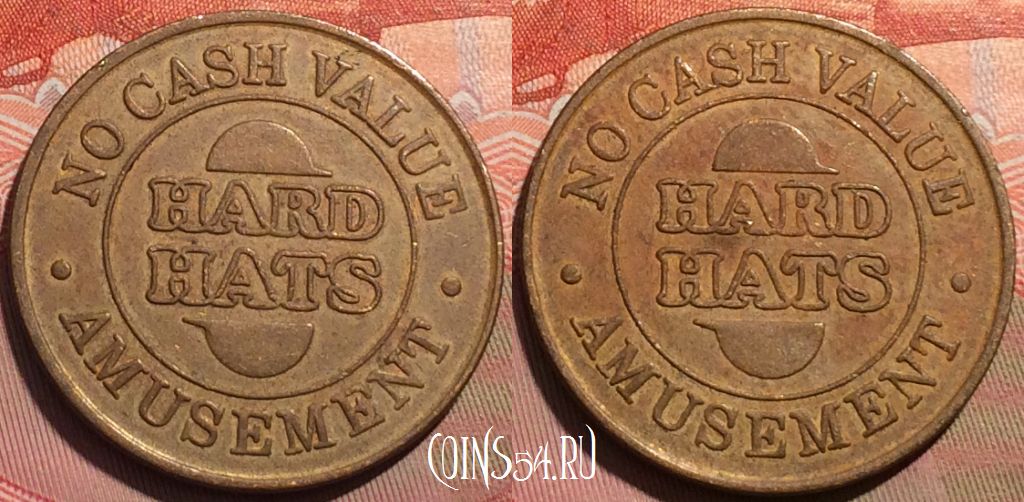 NO CASH VALUE
HARD
HATS
· AMUSEMENT ·
NO CASH VALUE
HARD
HATS
· AMUSEMENT ·
COINS54.RU